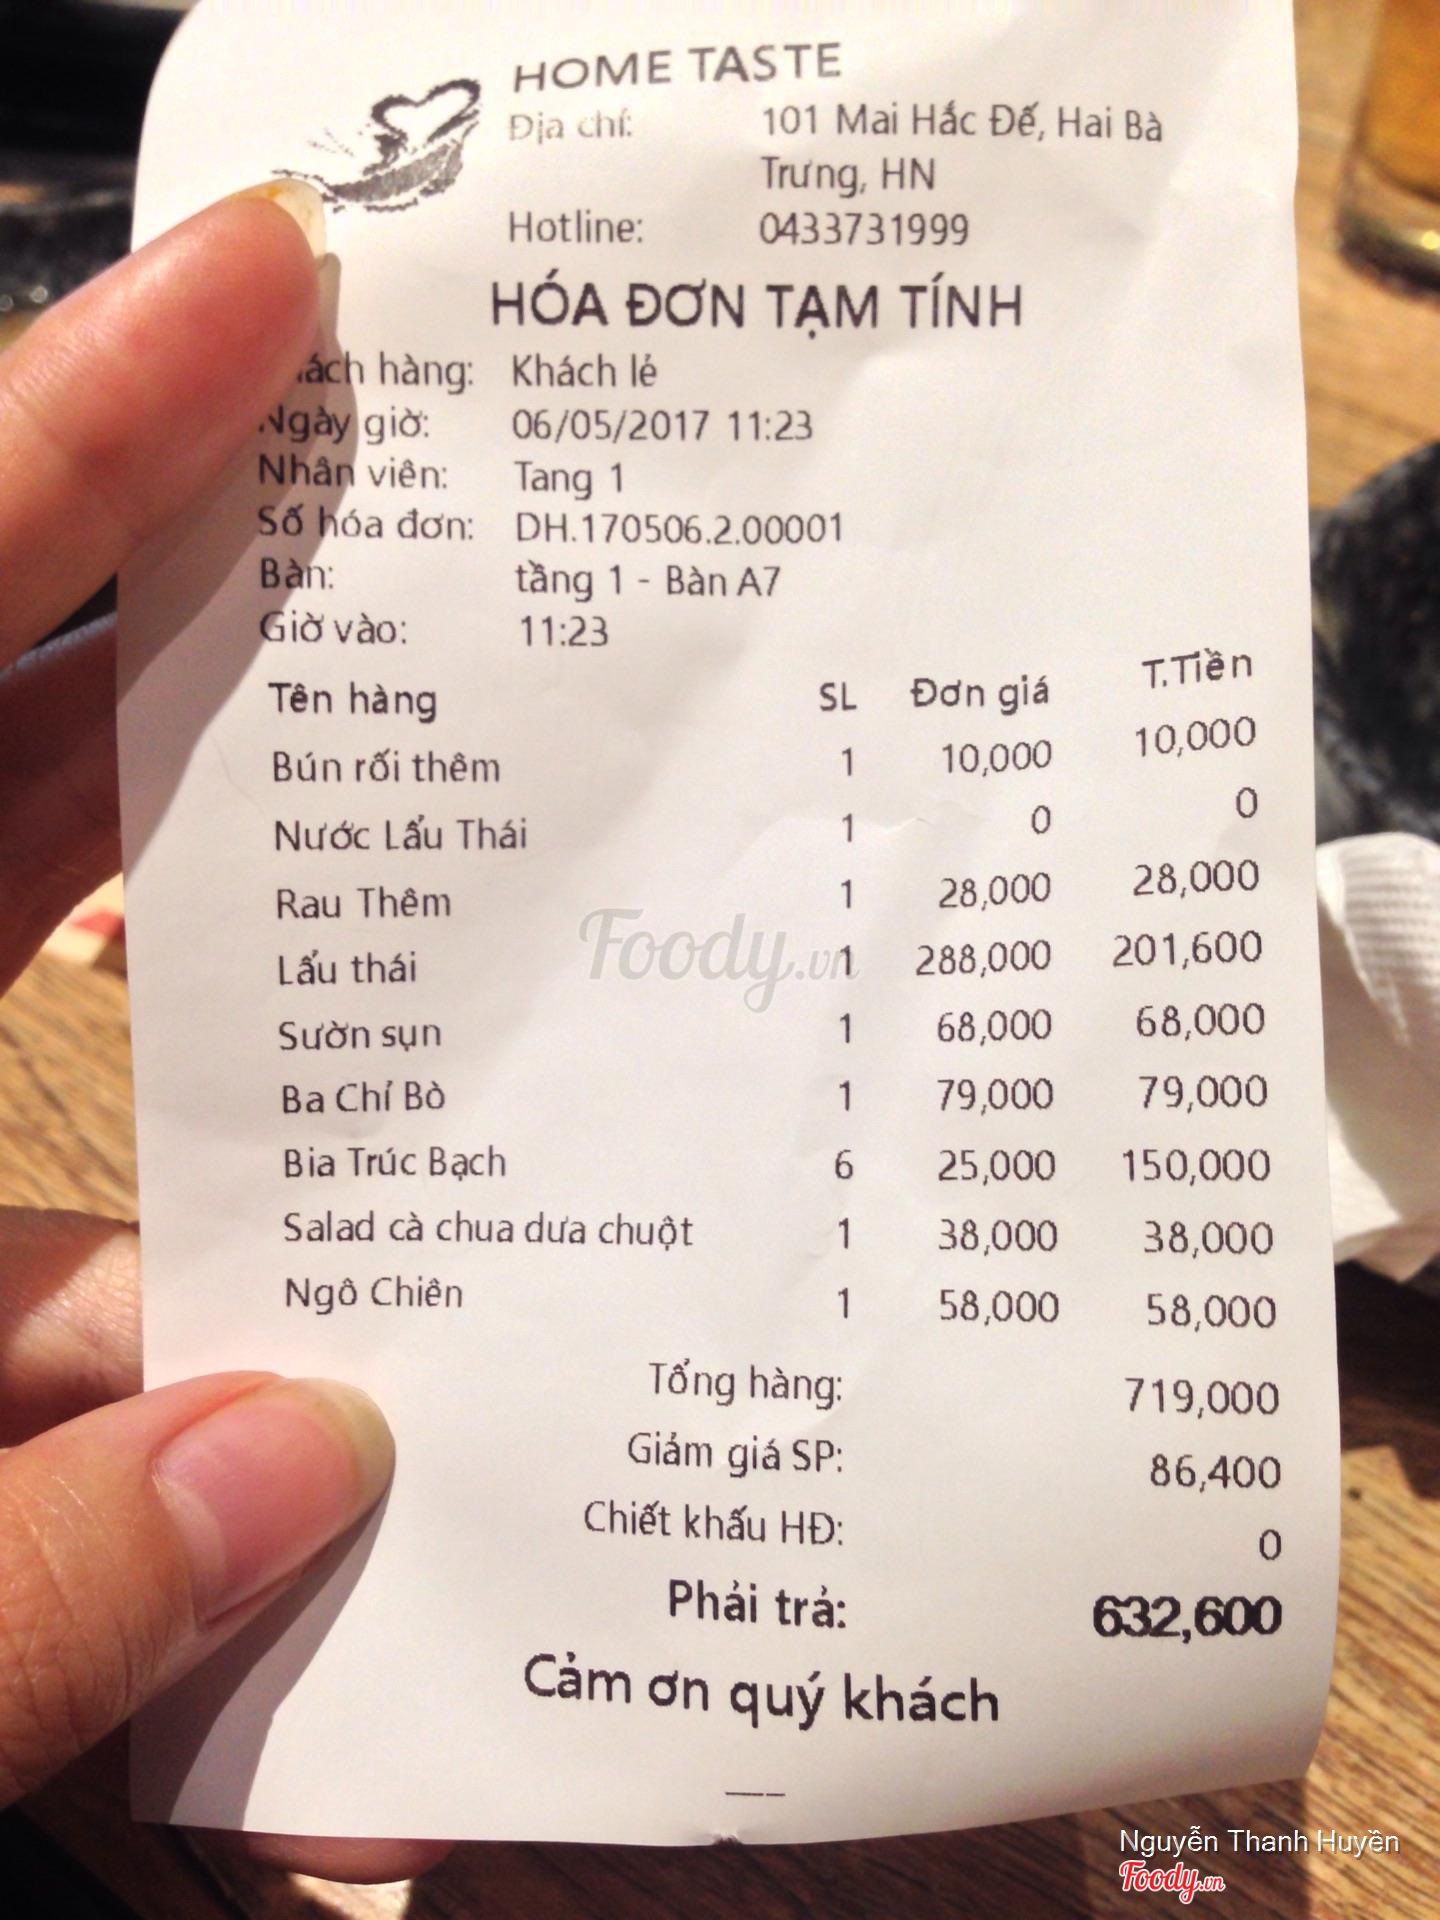 HOME TASTE
Địa chỉ: 101 Mai Hắc Đế, Hai Bà
Trưng, HN
Hotline: 0433731999
HÓA ĐƠN TẠM TÍNH
hàng: Khách lẻ
Ngày giờ: 06/05/2017 11:23
Nhân viên: Tang 1
Số hóa đơn: DH.170506.2.00001
Bàn: tầng 1 - Bàn A7
Giờ vào: 11:23
Tên hàng SL Đơn giá T.Tiền
Bún rối thêm 1 10,000 10,000
Nước Lẩu Thái 1 0 0
Rau Thêm 1 28,000 28,000
Lẩu thái 1 288,000 201,600
Foody.vn
Sườn sụn 1 68,000 68,000
Ba Chỉ Bò 1 79,000 79,000
Bia Trúc Bạch 6 25,000 150,000
Salad cà chua dưa chuột 1 38,000 38,000
Ngô Chiên 1 58,000 58,000
Tổng hàng: 719,000
Giảm giá SP: 86,400
Chiết khấu HĐ: 0
Phải trả: 632,600
Cảm ơn quý khách
Nguyễn Thanh Huyền
Foody.vn